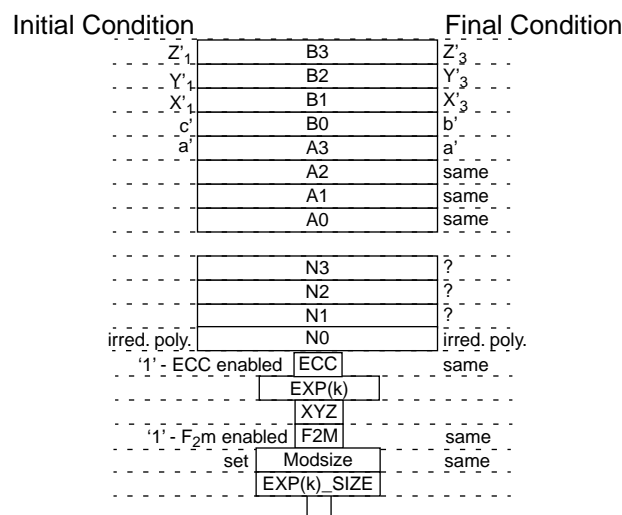 Initial Condition Final Condition
Z’1 B3 Z’3
Y’1 B2 Y’3
X’1 B1 X’3
c’ B0 b’
a’ A3 a’
A2 same
A1 same
A0 same
N3 ?
N2 ?
N1 ?
irred. poly. N0 irred. poly.
‘1’ - ECC enabled ECC same
EXP(k)
XYZ
‘1’ - F2m enabled F2M same
set Modsize same
EXP(k)_SIZE